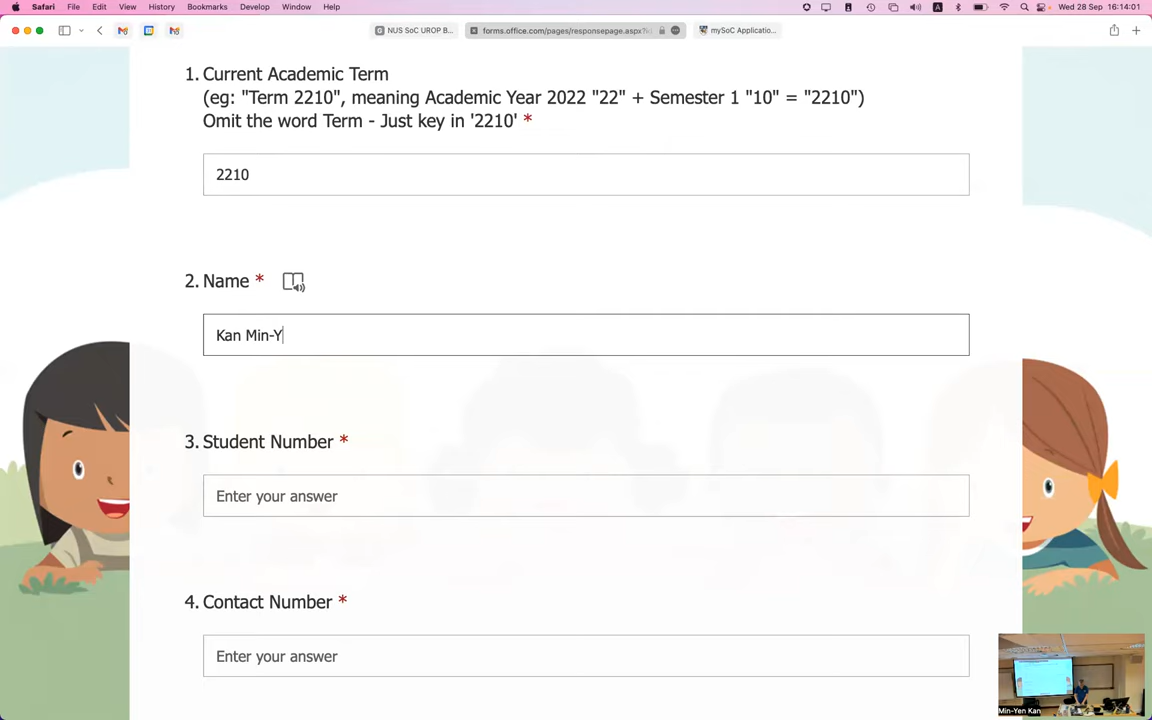 Safari File Edit View History Bookmarks Develop Window Help
A Wed 28 Sep 16:14:01
NUS SoC UROP B... forms.office.com/pages/responsepage.aspx? mySoC Applicatio...
1. Current Academic Term
(eg: "Term 2210", meaning Academic Year 2022 "22" + Semester 1 "10" = "2210")
Omit the word Term - Just key in '2210' *
2210
2. Name *
Kan Min-Y
3. Student Number *
Enter your answer
4. Contact Number *
Enter your answer
Min-Yen Kan